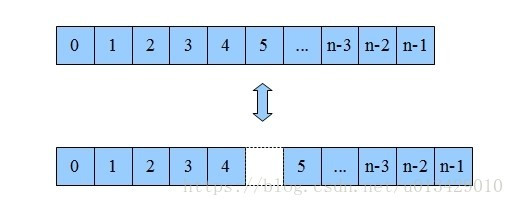 0 1 2 3 4 5 ... n-3 n-2 n-1
0 1 2 3 4 5 ... n-3 n-2 n-1
https://blog.csdn.net/u013429010